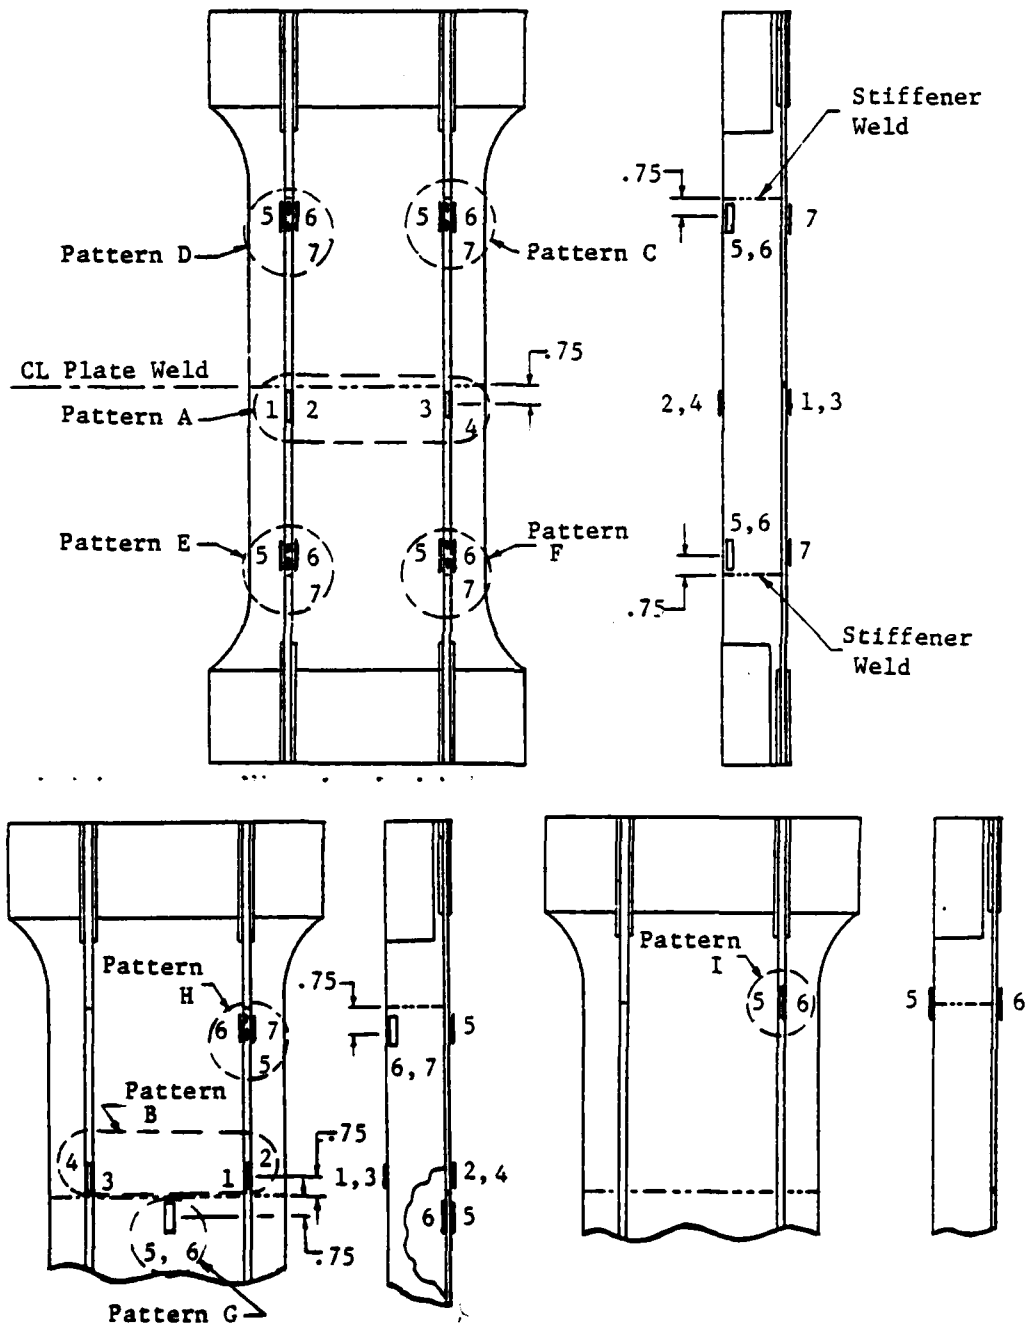 Stiffener
Weld
.75
5 6
7
5 6
7
7
5,6
Pattern D
Pattern C
CL Plate Weld
.75
Pattern A
1 2
3
4
2,4
1,3
5,6
7
Pattern E
5 6
7
5 6
7
Pattern
F
.75
Stiffener
Weld
Pattern
H
.75
6 7
5
5
6,7
Pattern
B
.75
4
3
1
2
1,3
2,4
6
5
5, 6
.75
Pattern G
Pattern
I
5 6
5
6